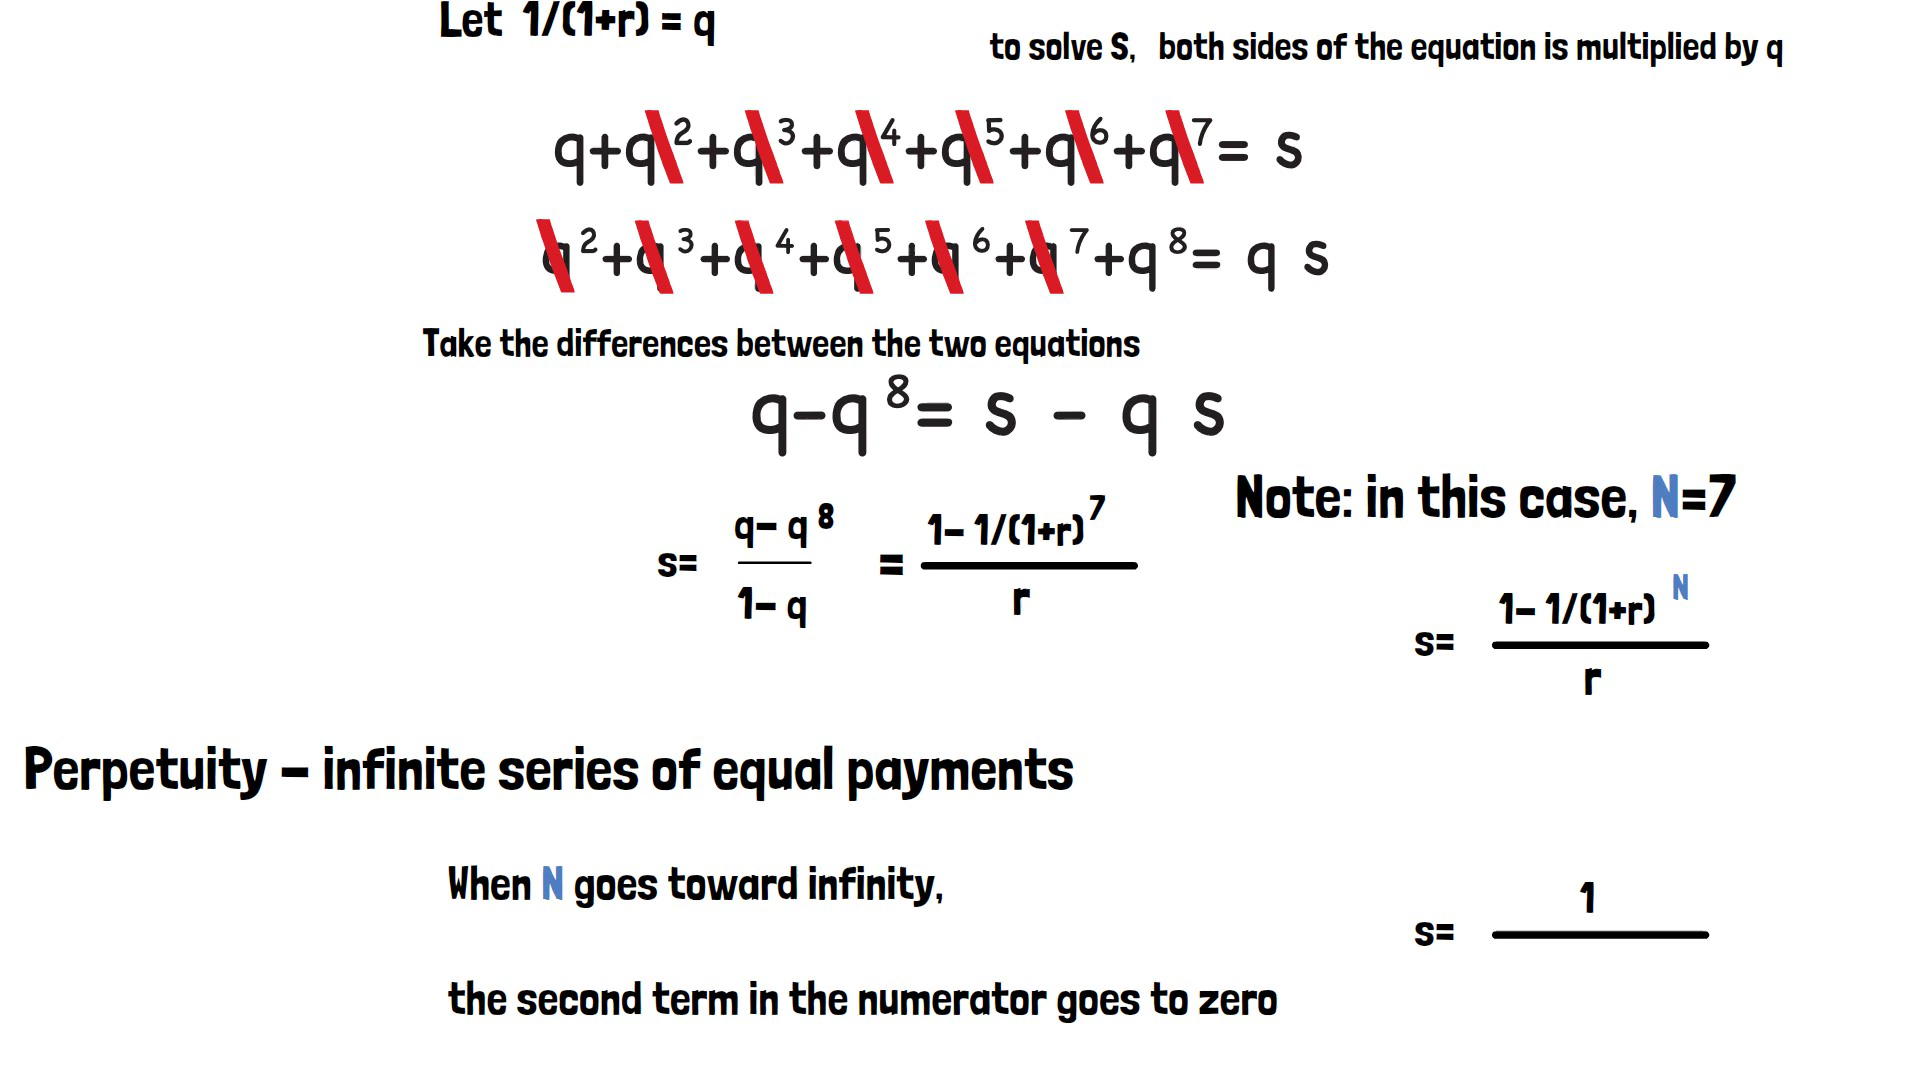 Let 1/(1+r) = q
to solve S, both sides of the equation is multiplied by q
q+q²+q³+q⁴+q⁵+q⁶+q⁷= s
q²+q³+q⁴+q⁵+q⁶+q⁷+q⁸= q s
Take the differences between the two equations
q−q⁸= s − q s
Note: in this case, N=7
s= q− q⁸ / 1− q = 1− 1/(1+r)⁷ / r
s= 1− 1/(1+r)ᴺ / r
Perpetuity – infinite series of equal payments
When N goes toward infinity,
s= 1
the second term in the numerator goes to zero